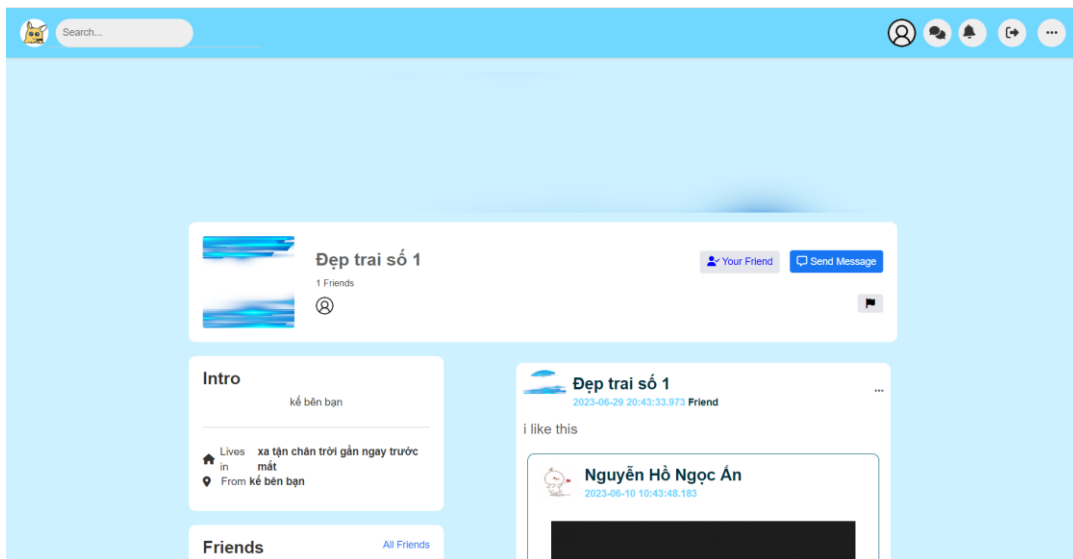 Search...
Đẹp trai số 1
1 Friends
Your Friend
Send Message
Intro
kế bên bạn
Lives in xa tận chân trời gần ngay trước mắt
From kế bên bạn
Friends
All Friends
Đẹp trai số 1
...
2023-06-29 20:43:33.973 Friend
i like this
Nguyễn Hồ Ngọc Ấn
2023-06-10 10:43:48.183